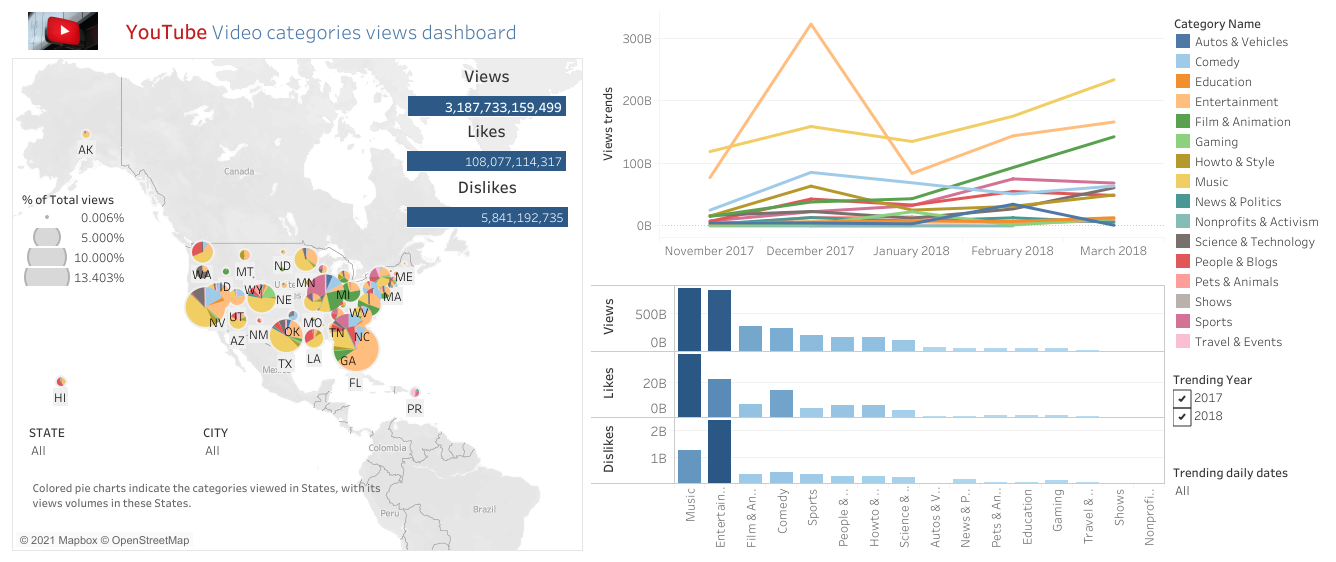 YouTube Video categories views dashboard
Views
3,187,733,159,499
Likes
108,077,114,317
Dislikes
5,841,192,735
AK
Canada
% of Total views
0.006%
5.000%
10.000%
13.403%
WA
MT
ND
MN
ME
ID
WY
NE
MI
MA
NV
UT
MO
WV
AZ
NM
OK
TN
NC
TX
LA
GA
Mexico
FL
HI
PR
STATE
All
CITY
All
Colombia
Peru
Brazil
Colored pie charts indicate the categories viewed in States, with its
views volumes in these States.
© 2021 Mapbox © OpenStreetMap
Views trends
300B
200B
100B
0B
November 2017
December 2017
January 2018
February 2018
March 2018
Views
500B
0B
Likes
20B
0B
Dislikes
2B
1B
Music
Entertain..
Film & An..
Comedy
Sports
People & ..
Howto & ..
Science & ..
Autos & V..
News & P..
Pets & An..
Education
Gaming
Travel & ..
Shows
Nonprofi..
Category Name
Autos & Vehicles
Comedy
Education
Entertainment
Film & Animation
Gaming
Howto & Style
Music
News & Politics
Nonprofits & Activism
Science & Technology
People & Blogs
Pets & Animals
Shows
Sports
Travel & Events
Trending Year
2017
2018
Trending daily dates
All